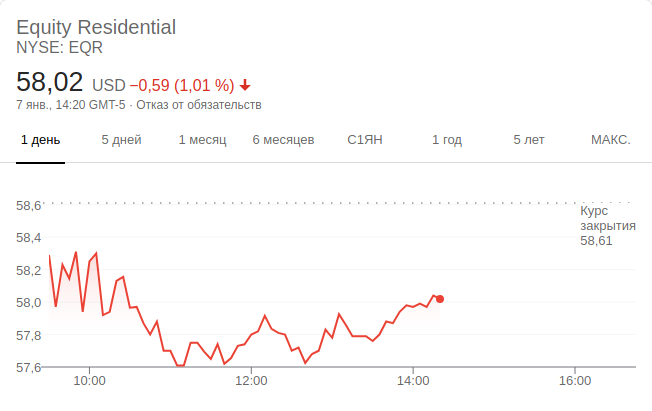 Equity Residential
NYSE: EQR
58,02 USD −0,59 (1,01 %)
7 янв., 14:20 GMT-5 · Отказ от обязательств
1 день 5 дней 1 месяц 6 месяцев С1ЯН 1 год 5 лет МАКС.
58,6
Курс
закрытия
58,61
58,4
58,2
58,0
57,8
57,6
10:00 12:00 14:00 16:00